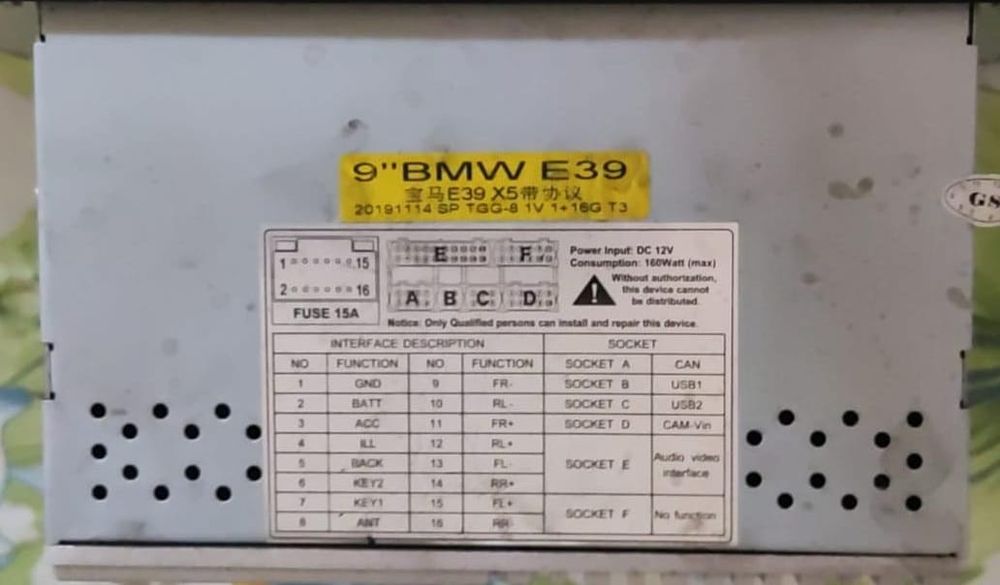 9"BMW E39
宝马E39 X5带协议
20191114 SP TGG-8 1V 1+16G T3
GS
1 15
2 16
FUSE 15A
E F
A B C D
Power Input: DC 12V
Consumption: 160Watt (max)
Without authorization,
this device cannot
be distributed.
Notice: Only Qualified persons can install and repair this device.
INTERFACE DESCRIPTION SOCKET
NO FUNCTION NO FUNCTION SOCKET A CAN
1 GND 9 FR- SOCKET B USB1
2 BATT 10 RL- SOCKET C USB2
3 ACC 11 FR+ SOCKET D CAM-Vin
4 ILL 12 RL+
5 BACK 13 FL- SOCKET E Audio video interface
6 KEY2 14 RR+
7 KEY1 15 FL+ SOCKET F No function
8 ANT 16 RR-